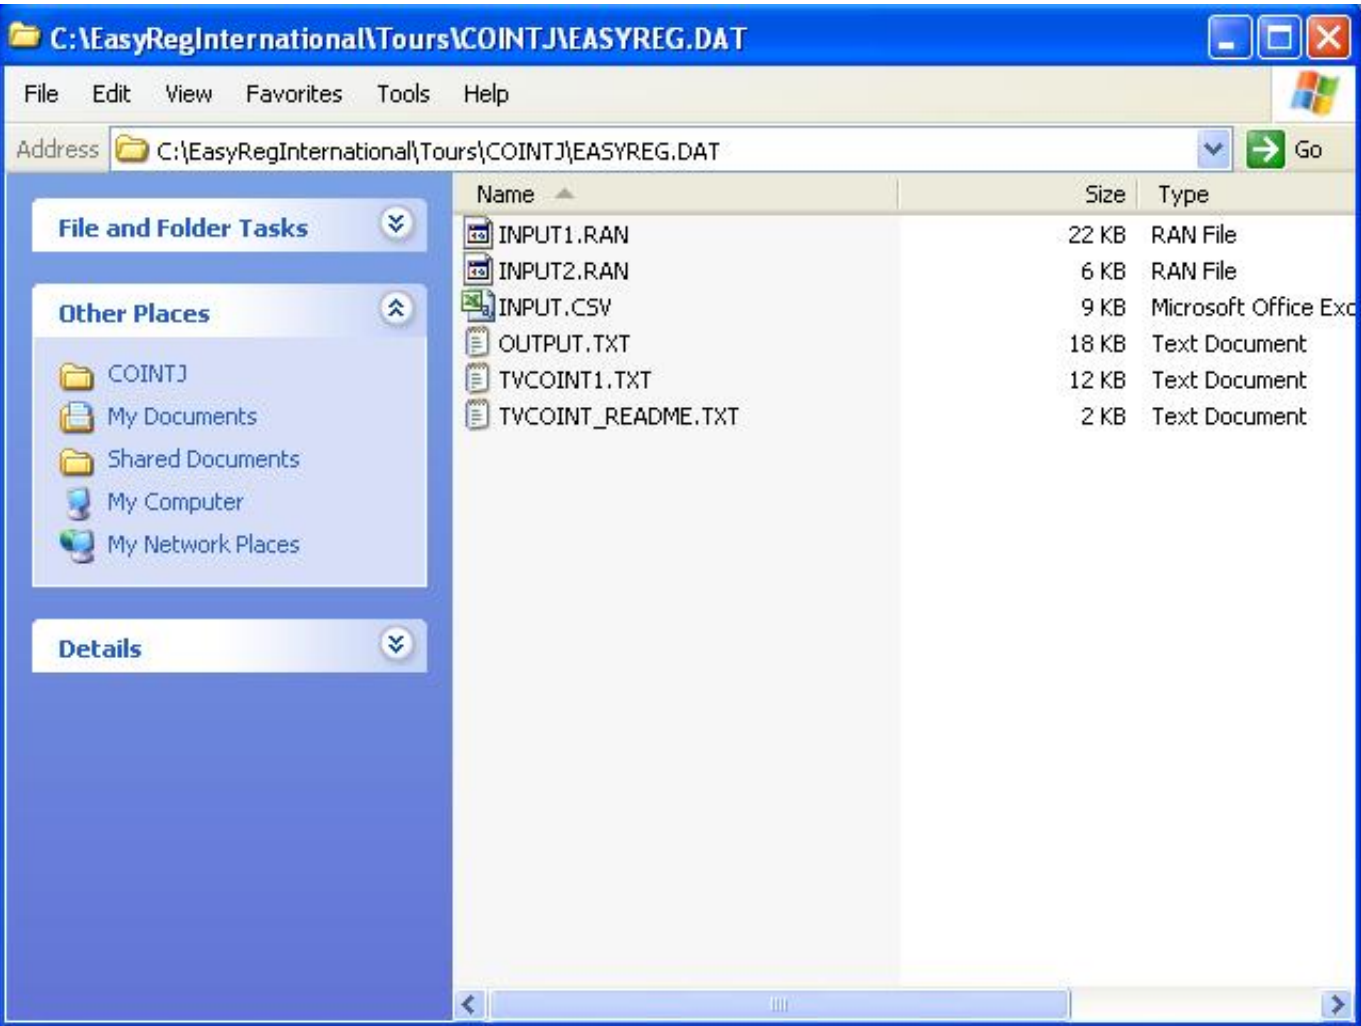 C:\EasyRegInternational\Tours\COINTJ\EASYREG.DAT
File Edit View Favorites Tools Help
Address C:\EasyRegInternational\Tours\COINTJ\EASYREG.DAT Go
File and Folder Tasks
Other Places
COINTJ
My Documents
Shared Documents
My Computer
My Network Places
Details
Name Size Type
INPUT1.RAN 22 KB RAN File
INPUT2.RAN 6 KB RAN File
INPUT.CSV 9 KB Microsoft Office Exc
OUTPUT.TXT 18 KB Text Document
TVCOINT1.TXT 12 KB Text Document
TVCOINT_README.TXT 2 KB Text Document